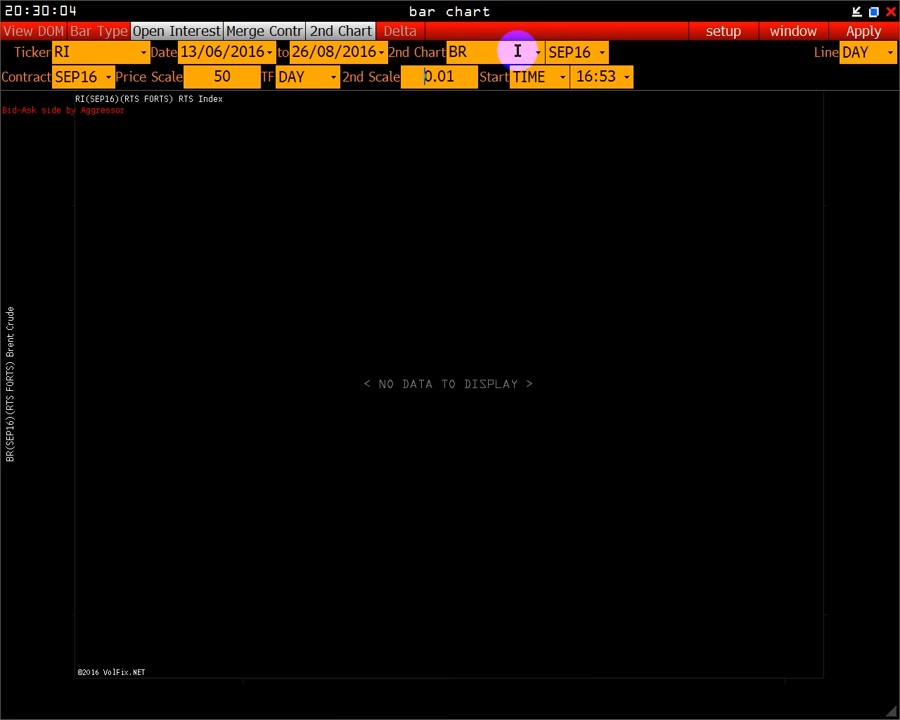 20:30:04 bar chart
View DOM Bar Type Open Interest Merge Contr 2nd Chart Delta setup window Apply
Ticker RI Date 13/06/2016 to 26/08/2016 2nd Chart BR SEP16 Line DAY
Contract SEP16 Price Scale 50 TF DAY 2nd Scale 0.01 Start TIME 16:53
RI(SEP16)(RTS FORTS) RTS Index
Bid-Ask side by Aggressor
BR(SEP16)(RTS FORTS) Brent Crude
< NO DATA TO DISPLAY >
©2016 VolFix.NET